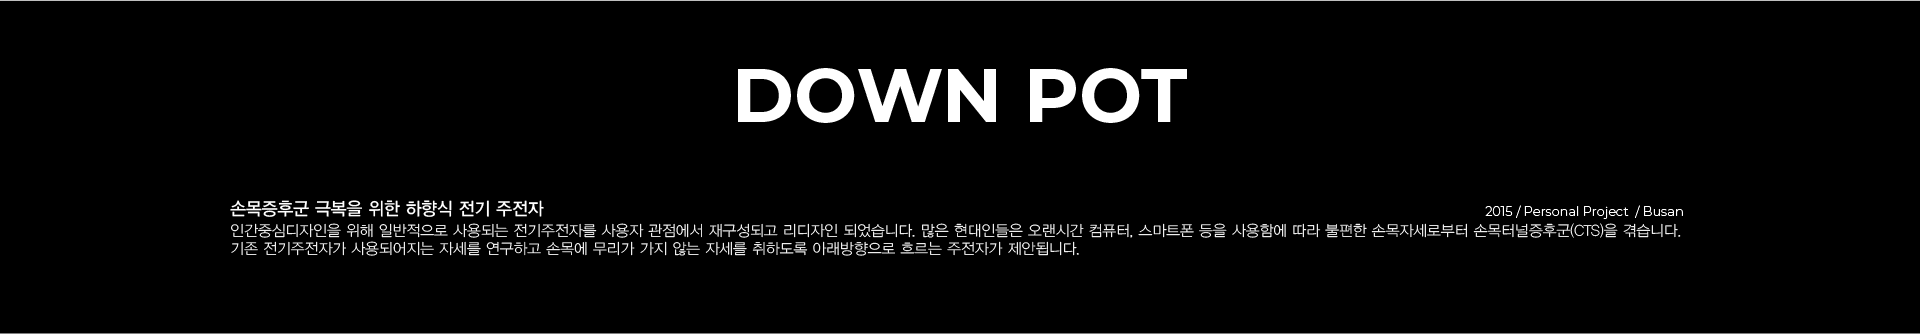 DOWN POT
손목증후군 극복을 위한 하향식 전기 주전자
2015 / Personal Project / Busan
인간중심디자인을 위해 일반적으로 사용되는 전기주전자를 사용자 관점에서 재구성되고 리디자인 되었습니다. 많은 현대인들은 오랜시간 컴퓨터, 스마트폰 등을 사용함에 따라 불편한 손목자세로부터 손목터널증후군(CTS)을 겪습니다.
기존 전기주전자가 사용되어지는 자세를 연구하고 손목에 무리가 가지 않는 자세를 취하도록 아래방향으로 흐르는 주전자가 제안됩니다.